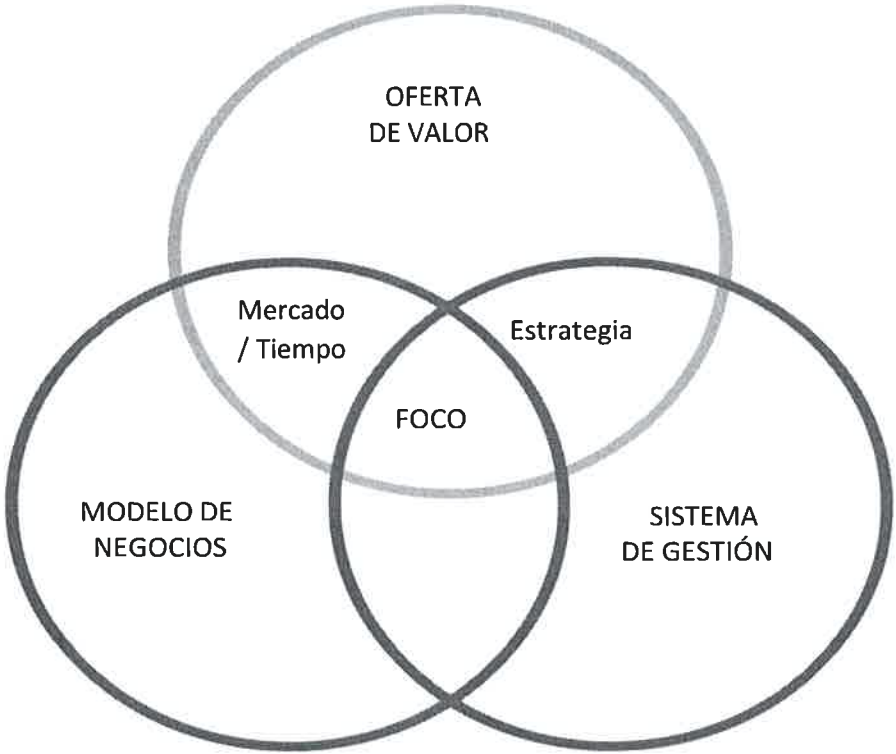 OFERTA
DE VALOR
Mercado
/ Tiempo
Estrategia
FOCO
MODELO DE
NEGOCIOS
SISTEMA
DE GESTIÓN